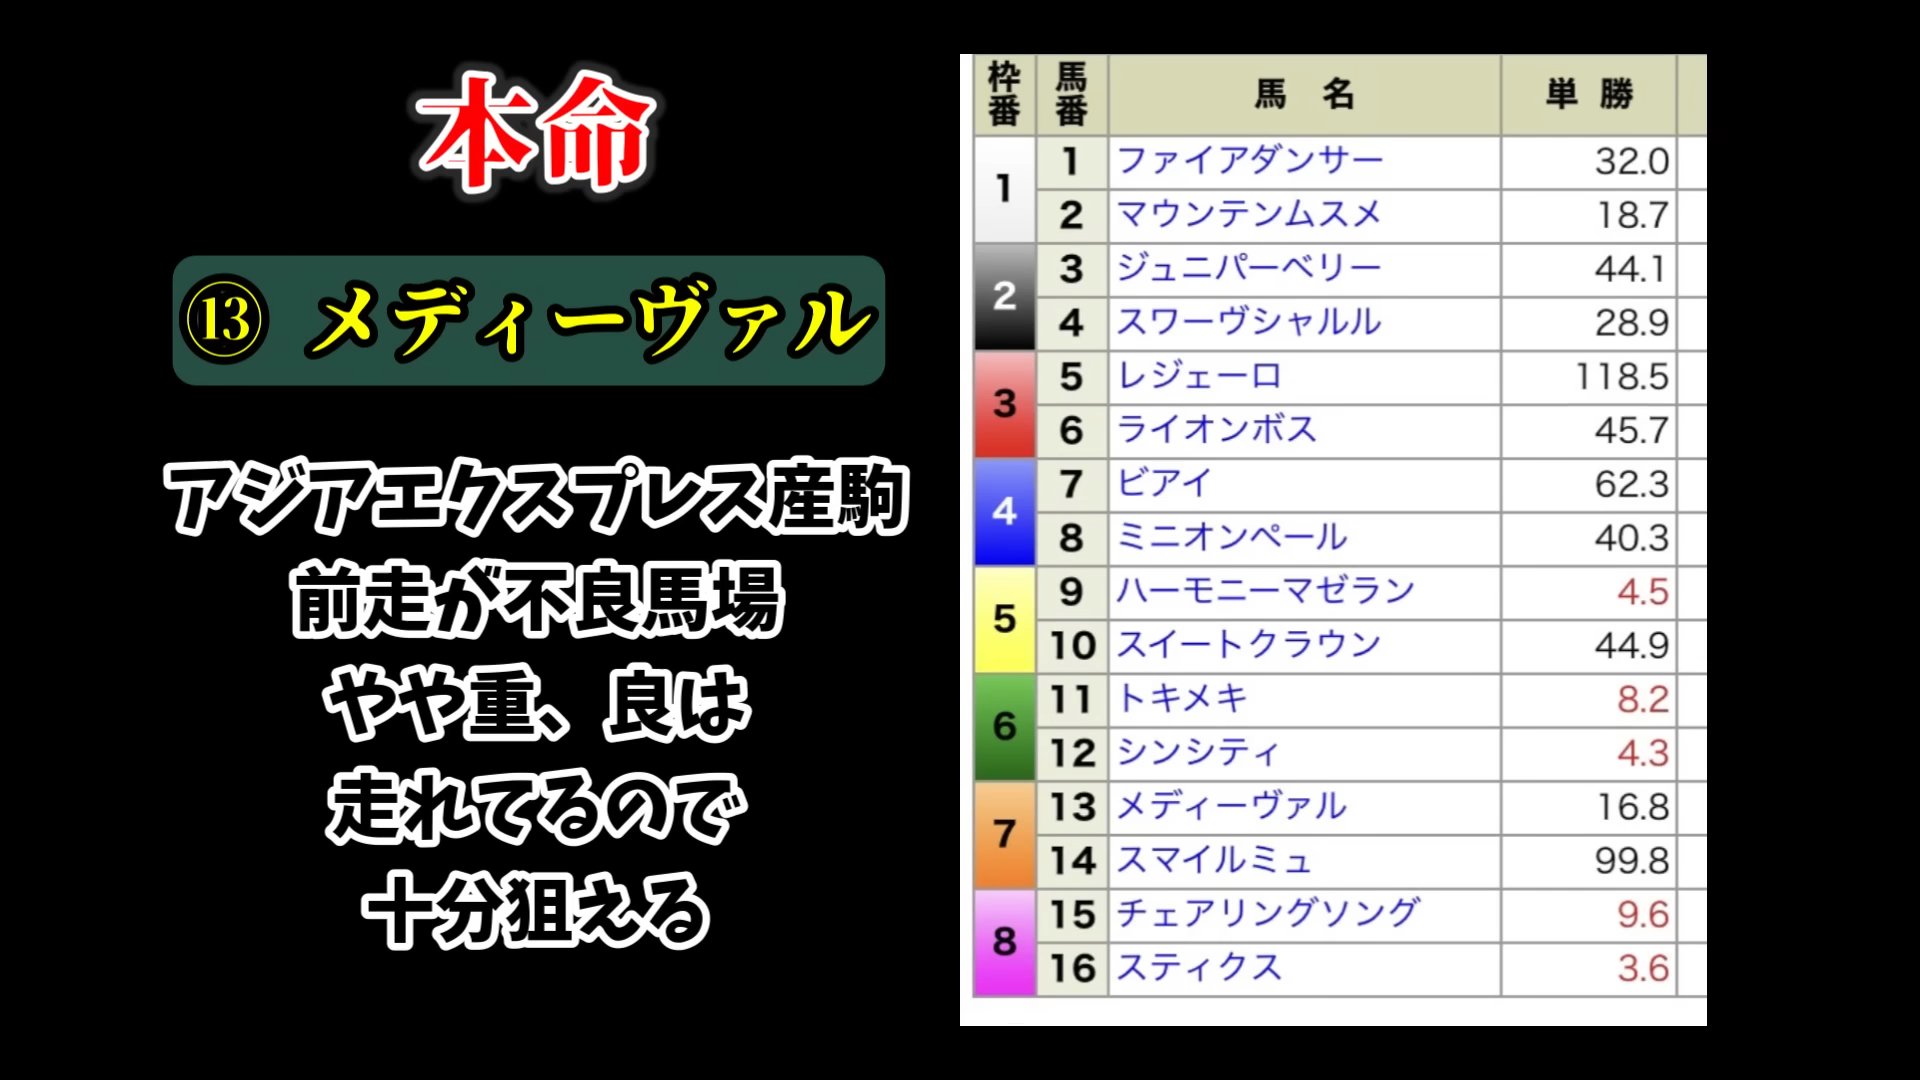 本命
⑬ メディーヴァル
アジアエクスプレス産駒
前走が不良馬場
やや重、良は
走れてるので
十分狙える
枠番 馬番 馬名 単勝
1 1 ファイアダンサー 32.0
2 マウンテンムスメ 18.7
2 3 ジュニパーベリー 44.1
4 スワーヴシャルル 28.9
3 5 レジェーロ 118.5
6 ライオンボス 45.7
4 7 ビアイ 62.3
8 ミニオンペール 40.3
5 9 ハーモニーマゼラン 4.5
10 スイートクラウン 44.9
6 11 トキメキ 8.2
12 シンシティ 4.3
7 13 メディーヴァル 16.8
14 スマイルミュ 99.8
8 15 チェアリングソング 9.6
16 スティクス 3.6